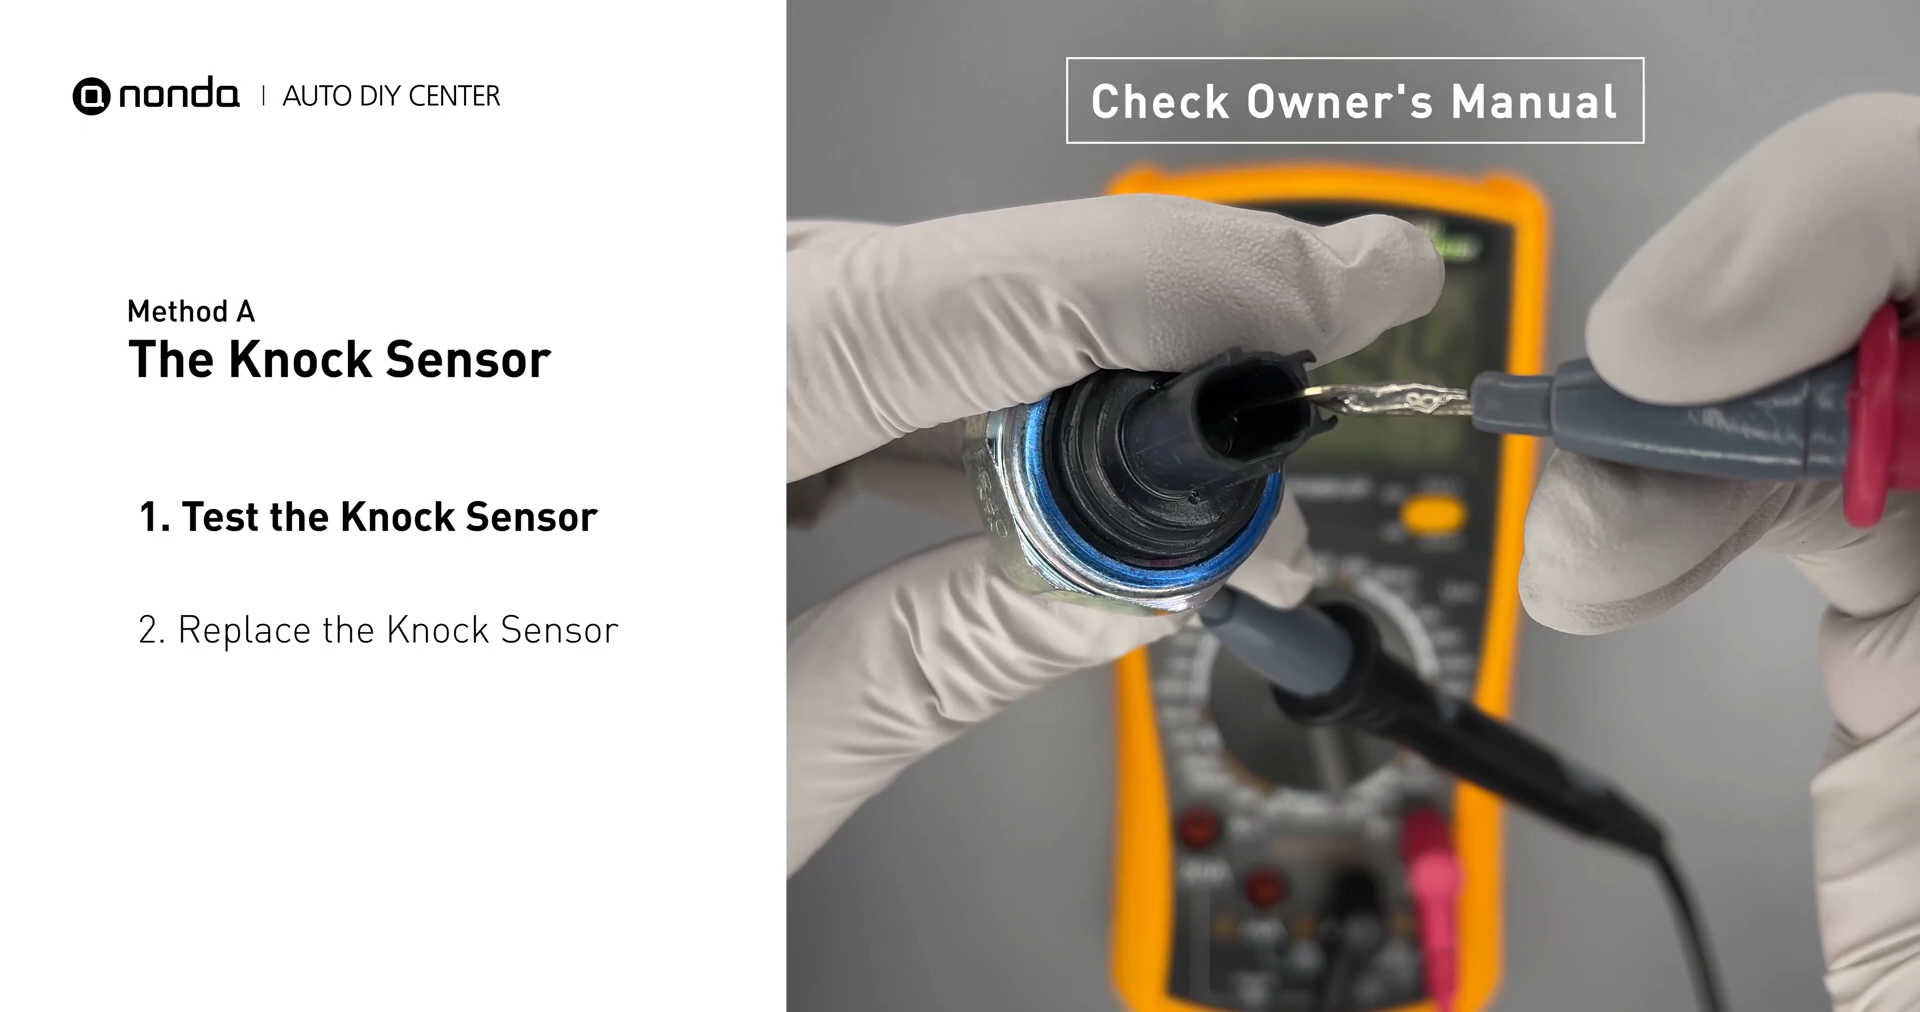 nonda | AUTO DIY CENTER
Check Owner's Manual
Method A
The Knock Sensor
1. Test the Knock Sensor
2. Replace the Knock Sensor